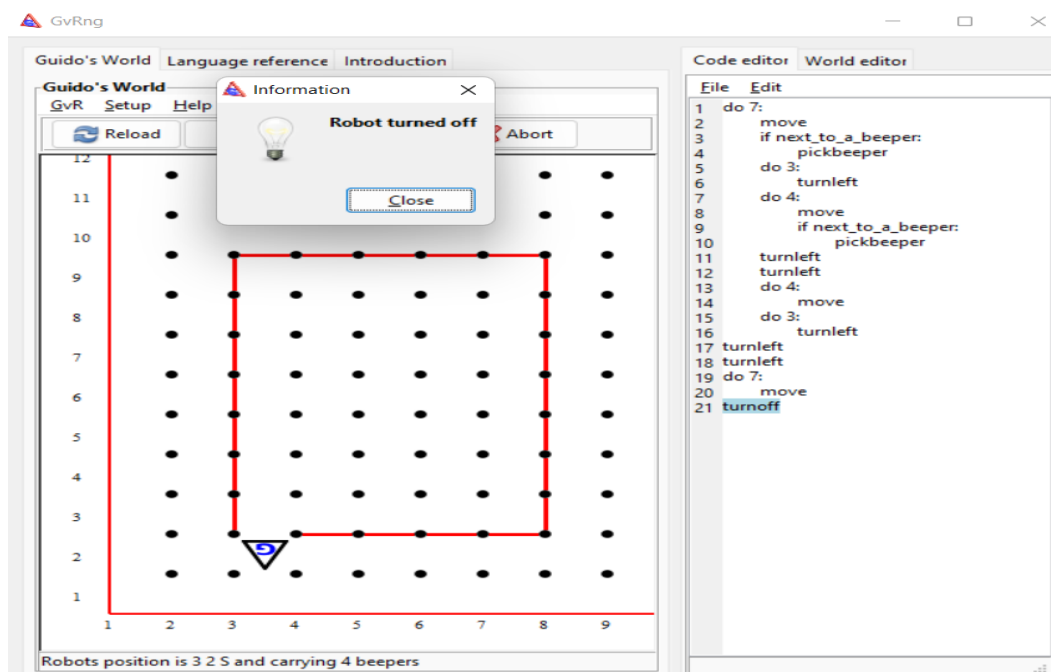 GvRng
Guido's World Language reference Introduction
Guido's World
GvR Setup Help
Reload Abort
Information
Robot turned off
Close
12
11
10
9
8
7
6
5
4
3
2
1
1 2 3 4 5 6 7 8 9
G
Robots position is 3 2 S and carrying 4 beepers
Code editor World editor
File Edit
1 do 7:
2 move
3 if next_to_a_beeper:
4 pickbeeper
5 do 3:
6 turnleft
7 do 4:
8 move
9 if next_to_a_beeper:
10 pickbeeper
11 turnleft
12 turnleft
13 do 4:
14 move
15 do 3:
16 turnleft
17 turnleft
18 turnleft
19 do 7:
20 move
21 turnoff